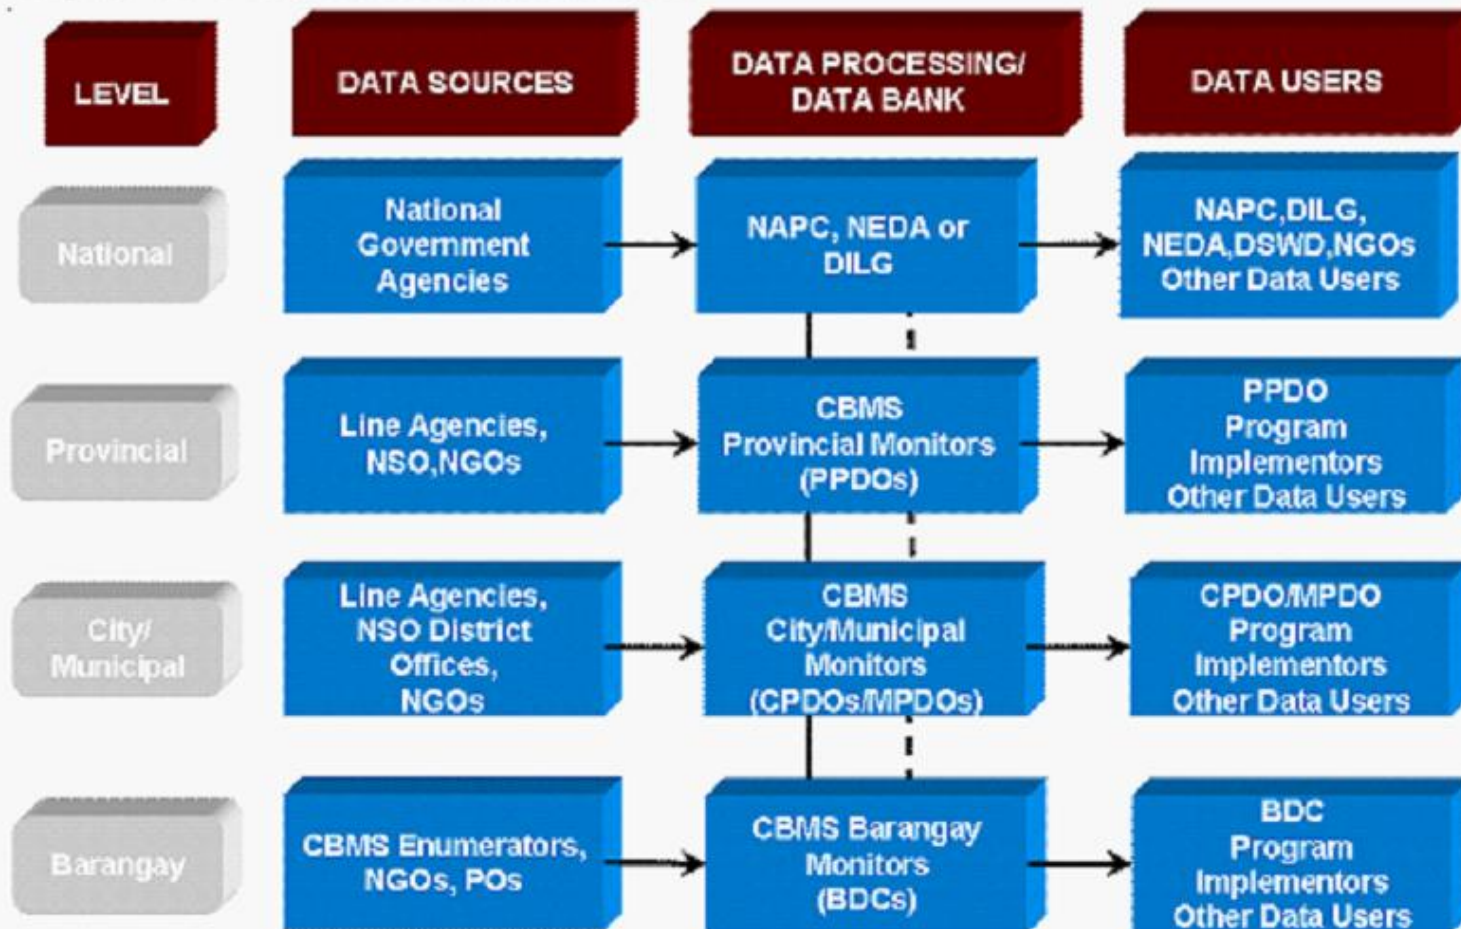 LEVEL
DATA SOURCES
DATA PROCESSING/
DATA BANK
DATA USERS
National
National
Government
Agencies
NAPC, NEDA or
DILG
NAPC,DILG,
NEDA,DSWD,NGOs
Other Data Users
Provincial
Line Agencies,
NSO,NGOs
CBMS
Provincial Monitors
(PPDOs)
PPDO
Program
Implementors
Other Data Users
City/
Municipal
Line Agencies,
NSO District
Offices,
NGOs
CBMS
City/Municipal
Monitors
(CPDOs/MPDOs)
CPDO/MPDO
Program
Implementors
Other Data Users
Barangay
CBMS Enumerators,
NGOs, POs
CBMS Barangay
Monitors
(BDCs)
BDC
Program
Implementors
Other Data Users